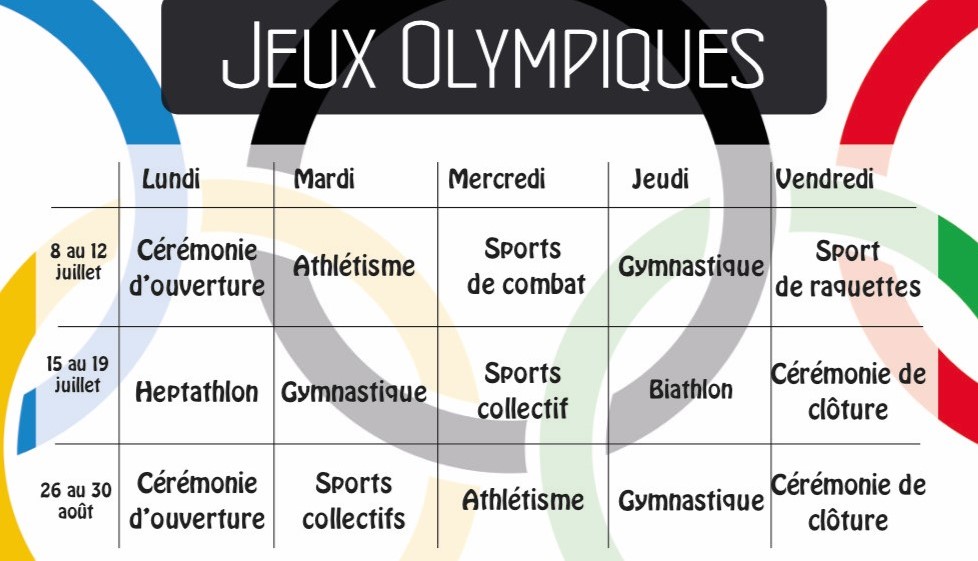 JEUX OLYMPIQUES
Lundi Mardi Mercredi Jeudi Vendredi
8 au 12
juillet
Cérémonie
d'ouverture
Athlétisme
Sports
de combat
Gymnastique
Sport
de raquettes
15 au 19
juillet
Heptathlon
Gymnastique
Sports
collectif
Biathlon
Cérémonie de
clôture
26 au 30
août
Cérémonie
d'ouverture
Sports
collectifs
Athlétisme
Gymnastique
Cérémonie de
clôture